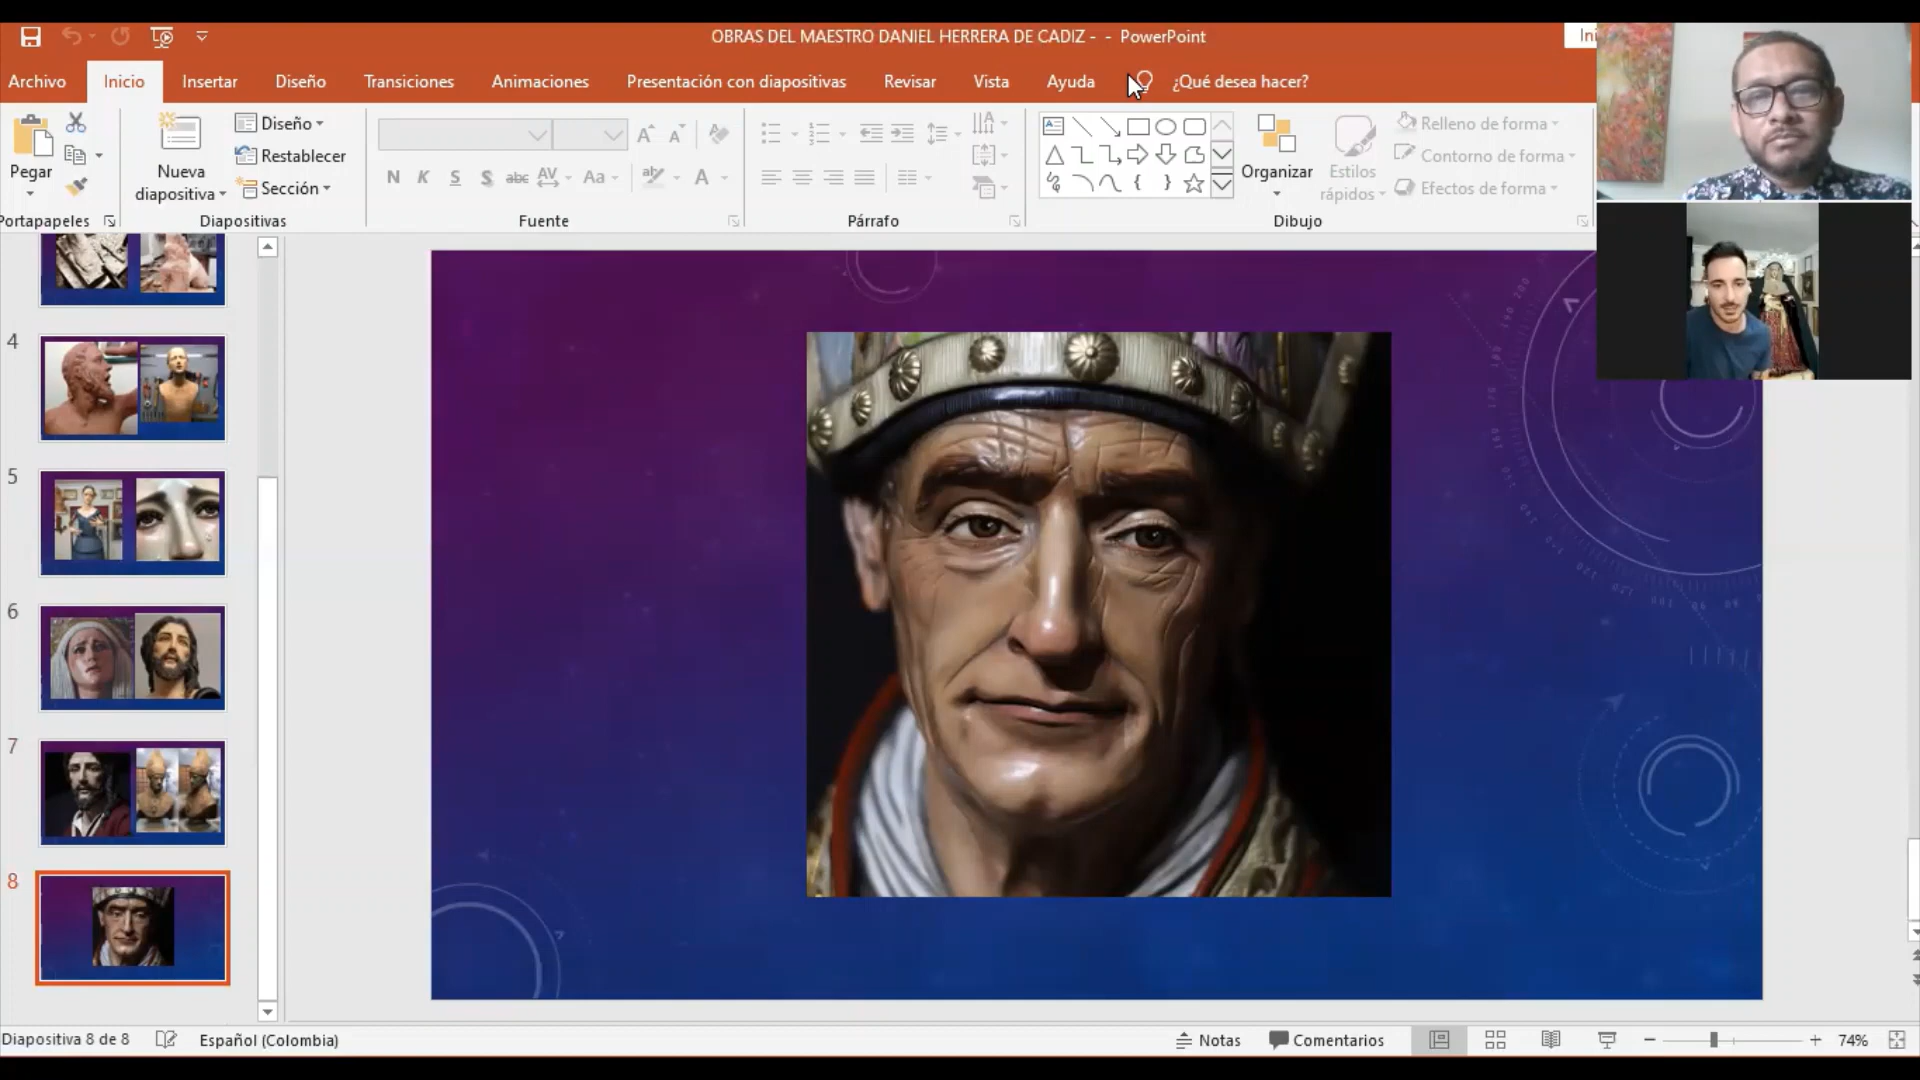 OBRAS DEL MAESTRO DANIEL HERRERA DE CADIZ - - PowerPoint
Archivo Inicio Insertar Diseño Transiciones Animaciones Presentación con diapositivas Revisar Vista Ayuda ¿Qué desea hacer?
Pegar
Portapapeles
Nueva
diapositiva
Diseño
Restablecer
Sección
Diapositivas
N K S S abc AV Aa A
Fuente
Párrafo
Organizar
Estilos
rápidos
Relleno de forma
Contorno de forma
Efectos de forma
Dibujo
4
5
6
7
8
Diapositiva 8 de 8 Español (Colombia) Notas Comentarios 74%